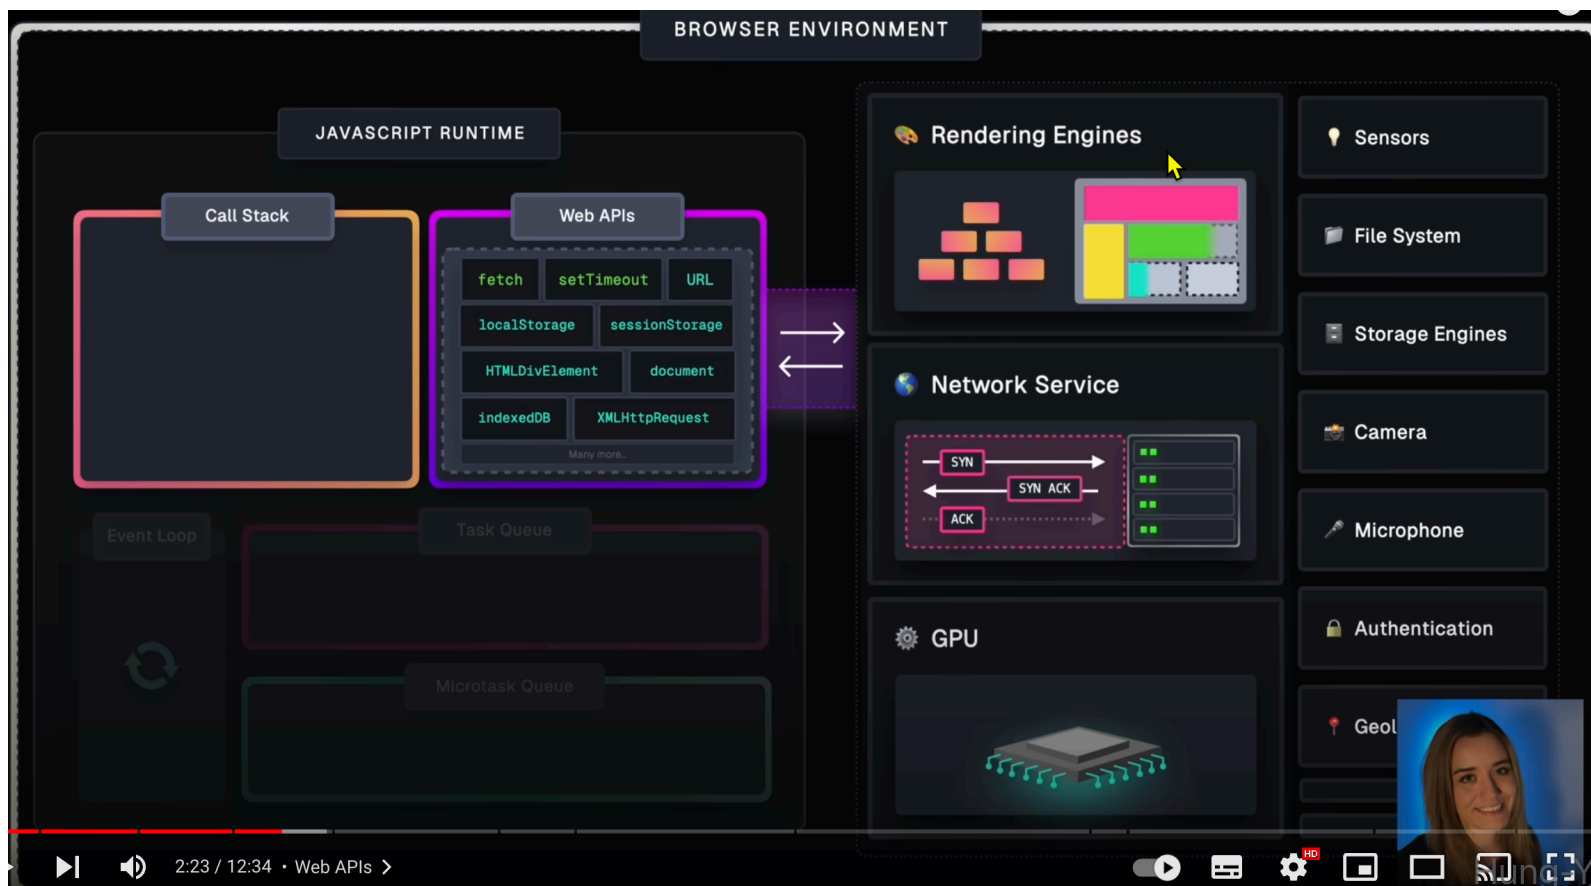 BROWSER ENVIRONMENT
JAVASCRIPT RUNTIME
Call Stack
Web APIs
fetch
setTimeout
URL
localStorage
sessionStorage
HTMLDivElement
document
indexedDB
XMLHttpRequest
Many more..
Event Loop
Task Queue
Microtask Queue
Rendering Engines
Network Service
SYN
SYN ACK
ACK
GPU
Sensors
File System
Storage Engines
Camera
Microphone
Authentication
Geol
2:23 / 12:34 • Web APIs
HD